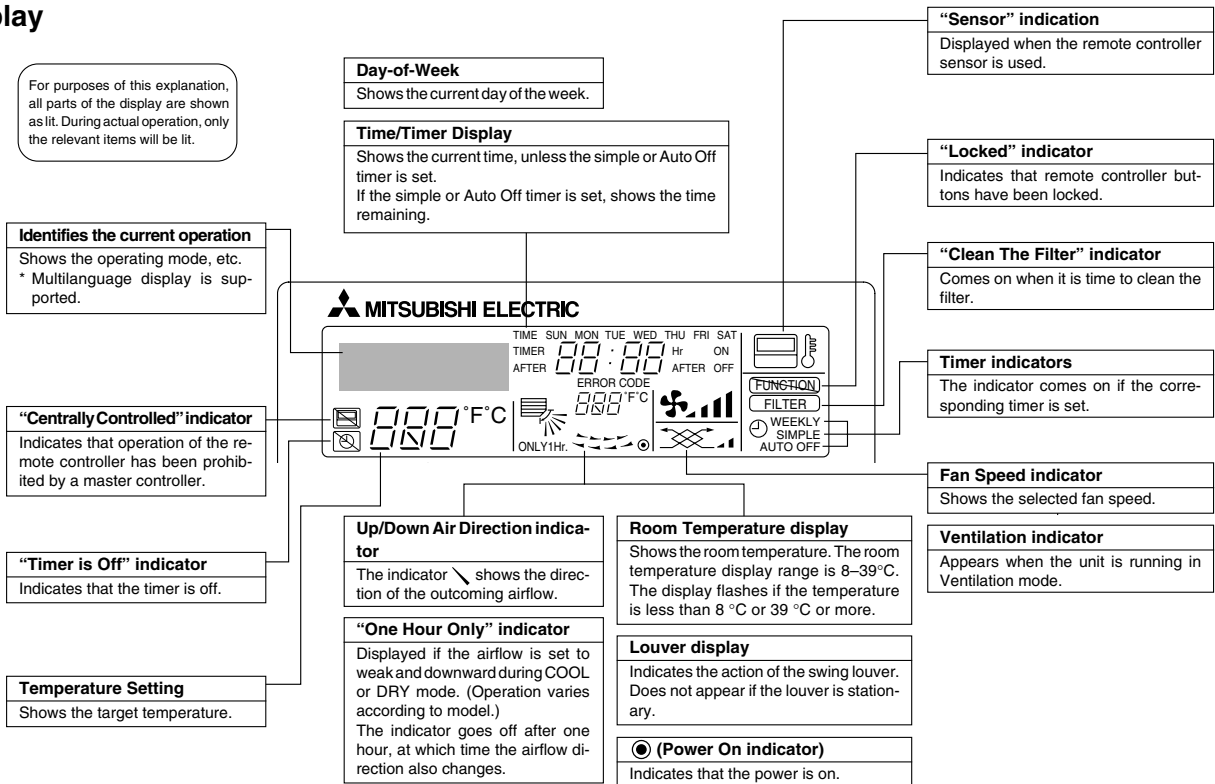 play
For purposes of this explanation,
all parts of the display are shown
as lit. During actual operation, only
the relevant items will be lit.
Identifies the current operation
Shows the operating mode, etc.
* Multilanguage display is sup-
ported.
"Centrally Controlled" indicator
Indicates that operation of the re-
mote controller has been prohib-
ited by a master controller.
"Timer is Off" indicator
Indicates that the timer is off.
Temperature Setting
Shows the target temperature.
Day-of-Week
Shows the current day of the week.
Time/Timer Display
Shows the current time, unless the simple or Auto Off
timer is set.
If the simple or Auto Off timer is set, shows the time
remaining.
MITSUBISHI ELECTRIC
TIME SUN MON TUE WED THU FRI SAT
TIMER 88:88 Hr ON
AFTER AFTER OFF
ERROR CODE
888 °F°C
888 °F°C
ONLY1Hr.
FUNCTION
FILTER
WEEKLY
SIMPLE
AUTO OFF
Up/Down Air Direction indica-
tor
The indicator shows the direc-
tion of the outcoming airflow.
"One Hour Only" indicator
Displayed if the airflow is set to
weak and downward during COOL
or DRY mode. (Operation varies
according to model.)
The indicator goes off after one
hour, at which time the airflow di-
rection also changes.
Room Temperature display
Shows the room temperature. The room
temperature display range is 8–39°C.
The display flashes if the temperature
is less than 8 °C or 39 °C or more.
Louver display
Indicates the action of the swing louver.
Does not appear if the louver is station-
ary.
(Power On indicator)
Indicates that the power is on.
"Sensor" indication
Displayed when the remote controller
sensor is used.
"Locked" indicator
Indicates that remote controller but-
tons have been locked.
"Clean The Filter" indicator
Comes on when it is time to clean the
filter.
Timer indicators
The indicator comes on if the corre-
sponding timer is set.
Fan Speed indicator
Shows the selected fan speed.
Ventilation indicator
Appears when the unit is running in
Ventilation mode.